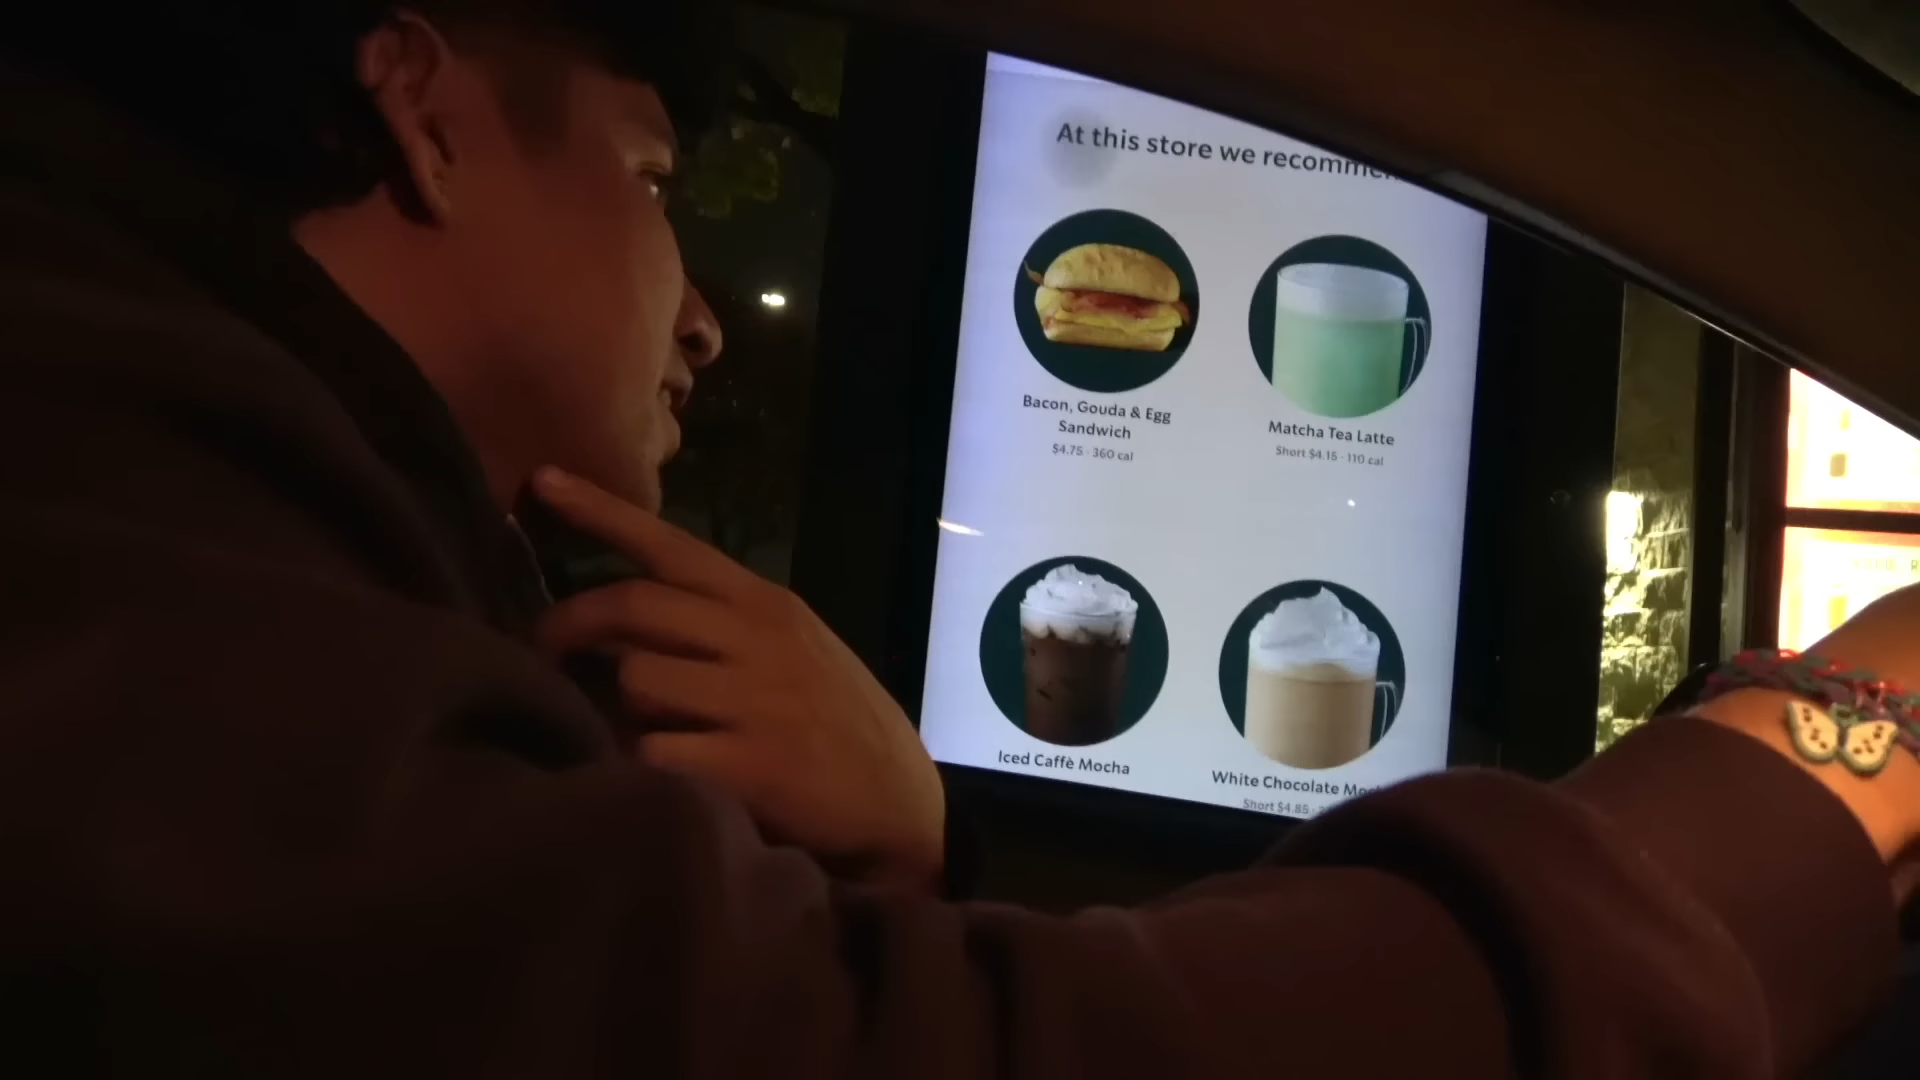 At this store we
Bacon, Gouda & Egg
Sandwich
$4.75 · 360 cal
Matcha Tea Latte
Short $4.15 · 110 cal
Iced Caffè Mocha
White Chocolate
Short $4.85 ·